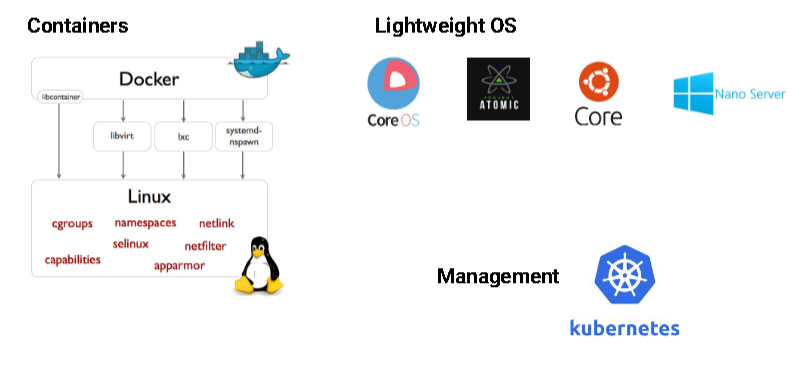 Containers
Docker
libcontainer
libvirt
lxc
systemd-
nspawn
Linux
cgroups namespaces netlink
selinux netfilter
capabilities
apparmor
Lightweight OS
CoreOS
PROJECT
ATOMIC
Core
Nano Server
Management
kubernetes